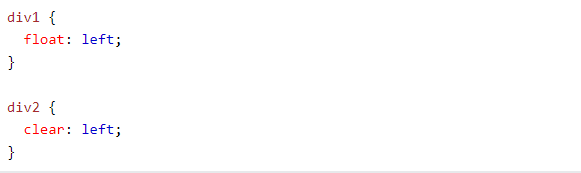 div1 {
  float: left;
}

div2 {
  clear: left;
}